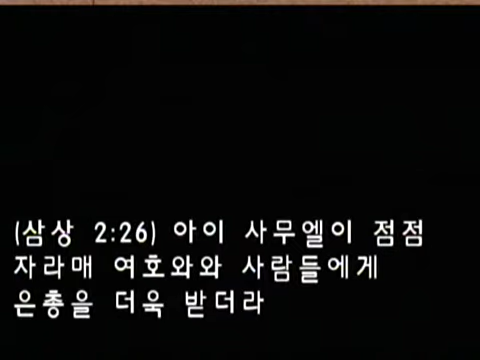 (삼상 2:26) 아이 사무엘이 점점
자라매 여호와와 사람들에게
은총을 더욱 받더라